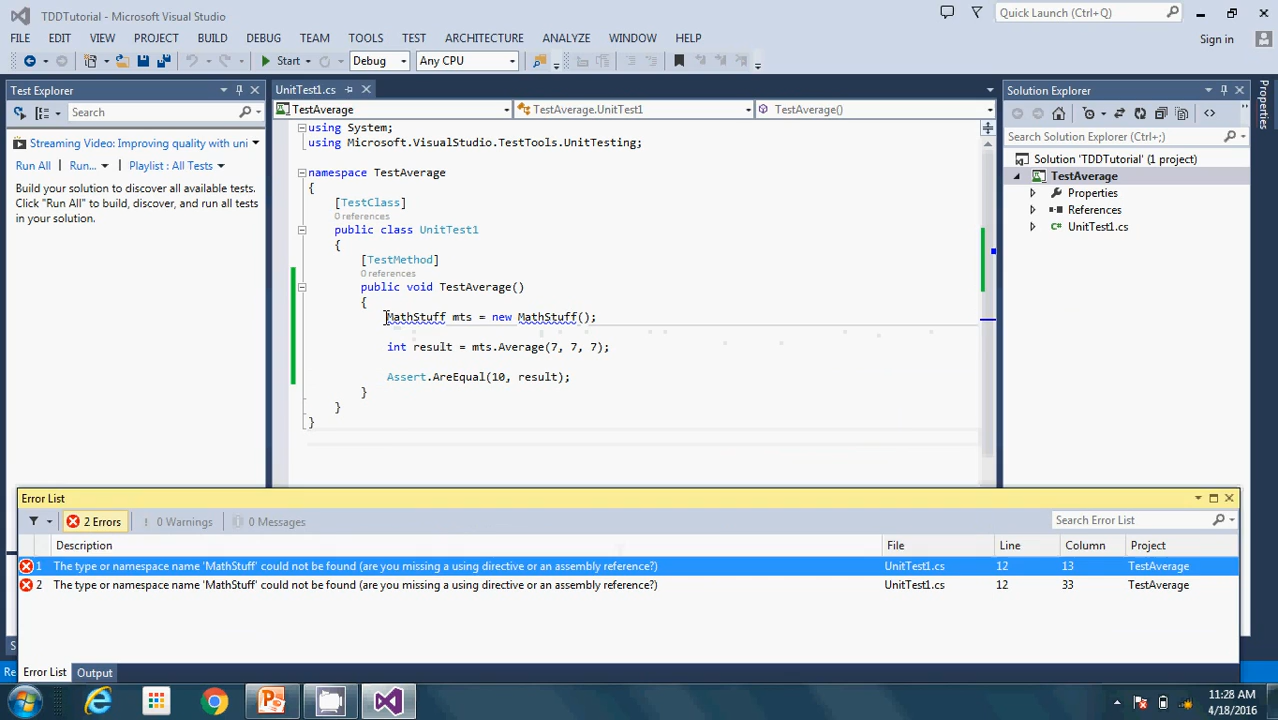 TDDTutorial - Microsoft Visual Studio
Quick Launch (Ctrl+Q)
FILE EDIT VIEW PROJECT BUILD DEBUG TEAM TOOLS TEST ARCHITECTURE ANALYZE WINDOW HELP
Sign in
Start Debug Any CPU
Test Explorer
Search
Streaming Video: Improving quality with uni
Run All Run... Playlist : All Tests
Build your solution to discover all available tests.
Click "Run All" to build, discover, and run all tests
in your solution.
UnitTest1.cs
TestAverage TestAverage.UnitTest1 TestAverage()
using System;
using Microsoft.VisualStudio.TestTools.UnitTesting;
namespace TestAverage
{
[TestClass]
0 references
public class UnitTest1
{
[TestMethod]
0 references
public void TestAverage()
{
MathStuff mts = new MathStuff();
int result = mts.Average(7, 7, 7);
Assert.AreEqual(10, result);
}
}
}
Solution Explorer
Search Solution Explorer (Ctrl+;)
Solution 'TDDTutorial' (1 project)
TestAverage
Properties
References
C# UnitTest1.cs
Properties
Error List
2 Errors 0 Warnings 0 Messages
Search Error List
Description File Line Column Project
1 The type or namespace name 'MathStuff' could not be found (are you missing a using directive or an assembly reference?) UnitTest1.cs 12 13 TestAverage
2 The type or namespace name 'MathStuff' could not be found (are you missing a using directive or an assembly reference?) UnitTest1.cs 12 33 TestAverage
Error List Output
11:28 AM
4/18/2016